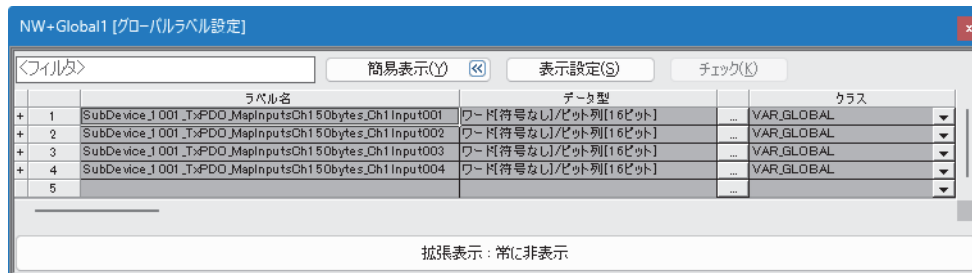 NW+Global1 [グローバルラベル設定]
<フィルタ> 簡易表示(Y) 表示設定(S) チェック(K)
ラベル名 データ型 クラス
+ 1 SubDevice_1001_TxPDO_MapInputsCh150bytes_Ch1Input001 ワード[符号なし]/ビット列[16ビット] ... VAR_GLOBAL
+ 2 SubDevice_1001_TxPDO_MapInputsCh150bytes_Ch1Input002 ワード[符号なし]/ビット列[16ビット] ... VAR_GLOBAL
+ 3 SubDevice_1001_TxPDO_MapInputsCh150bytes_Ch1Input003 ワード[符号なし]/ビット列[16ビット] ... VAR_GLOBAL
+ 4 SubDevice_1001_TxPDO_MapInputsCh150bytes_Ch1Input004 ワード[符号なし]/ビット列[16ビット] ... VAR_GLOBAL
5 ...
拡張表示：常に非表示